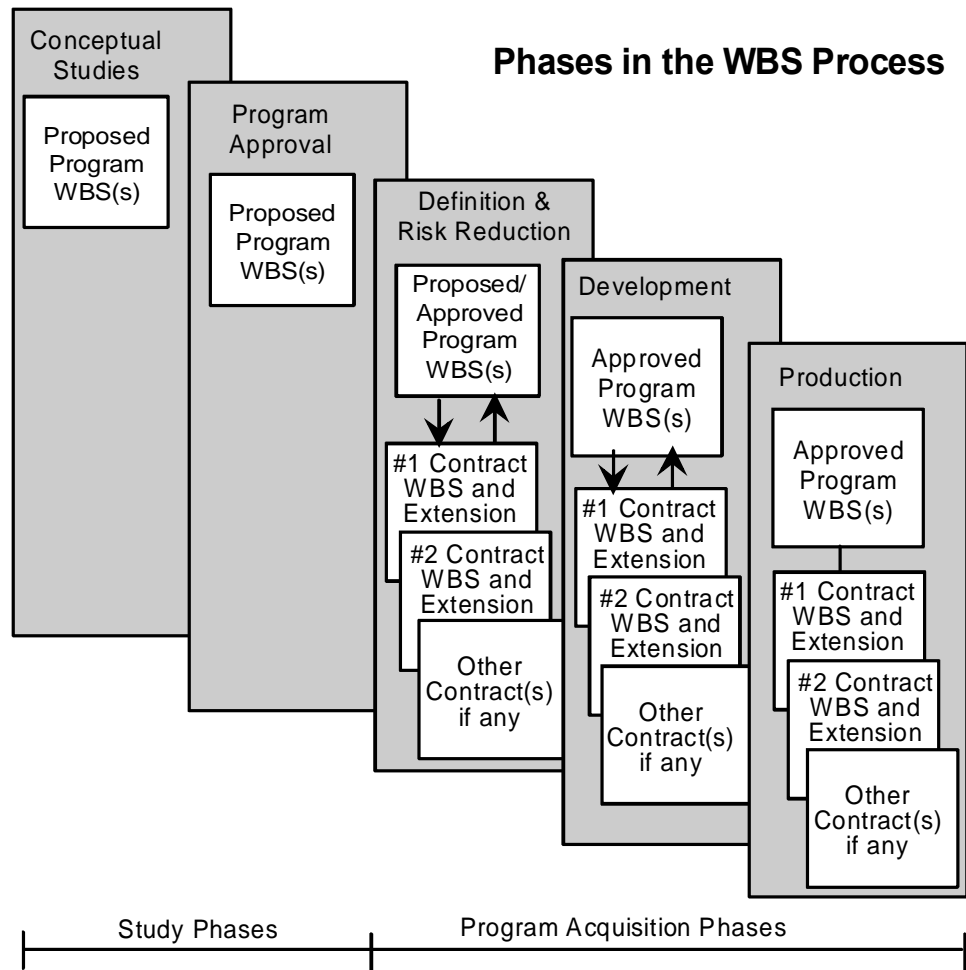 Phases in the WBS Process
Conceptual
Studies
Proposed
Program
WBS(s)
Program
Approval
Proposed
Program
WBS(s)
Definition &
Risk Reduction
Proposed/
Approved
Program
WBS(s)
#1 Contract
WBS and
Extension
#2 Contract
WBS and
Extension
Other
Contract(s)
if any
Development
Approved
Program
WBS(s)
#1 Contract
WBS and
Extension
#2 Contract
WBS and
Extension
Other
Contract(s)
if any
Production
Approved
Program
WBS(s)
#1 Contract
WBS and
Extension
#2 Contract
WBS and
Extension
Other
Contract(s)
if any
Study Phases
Program Acquisition Phases